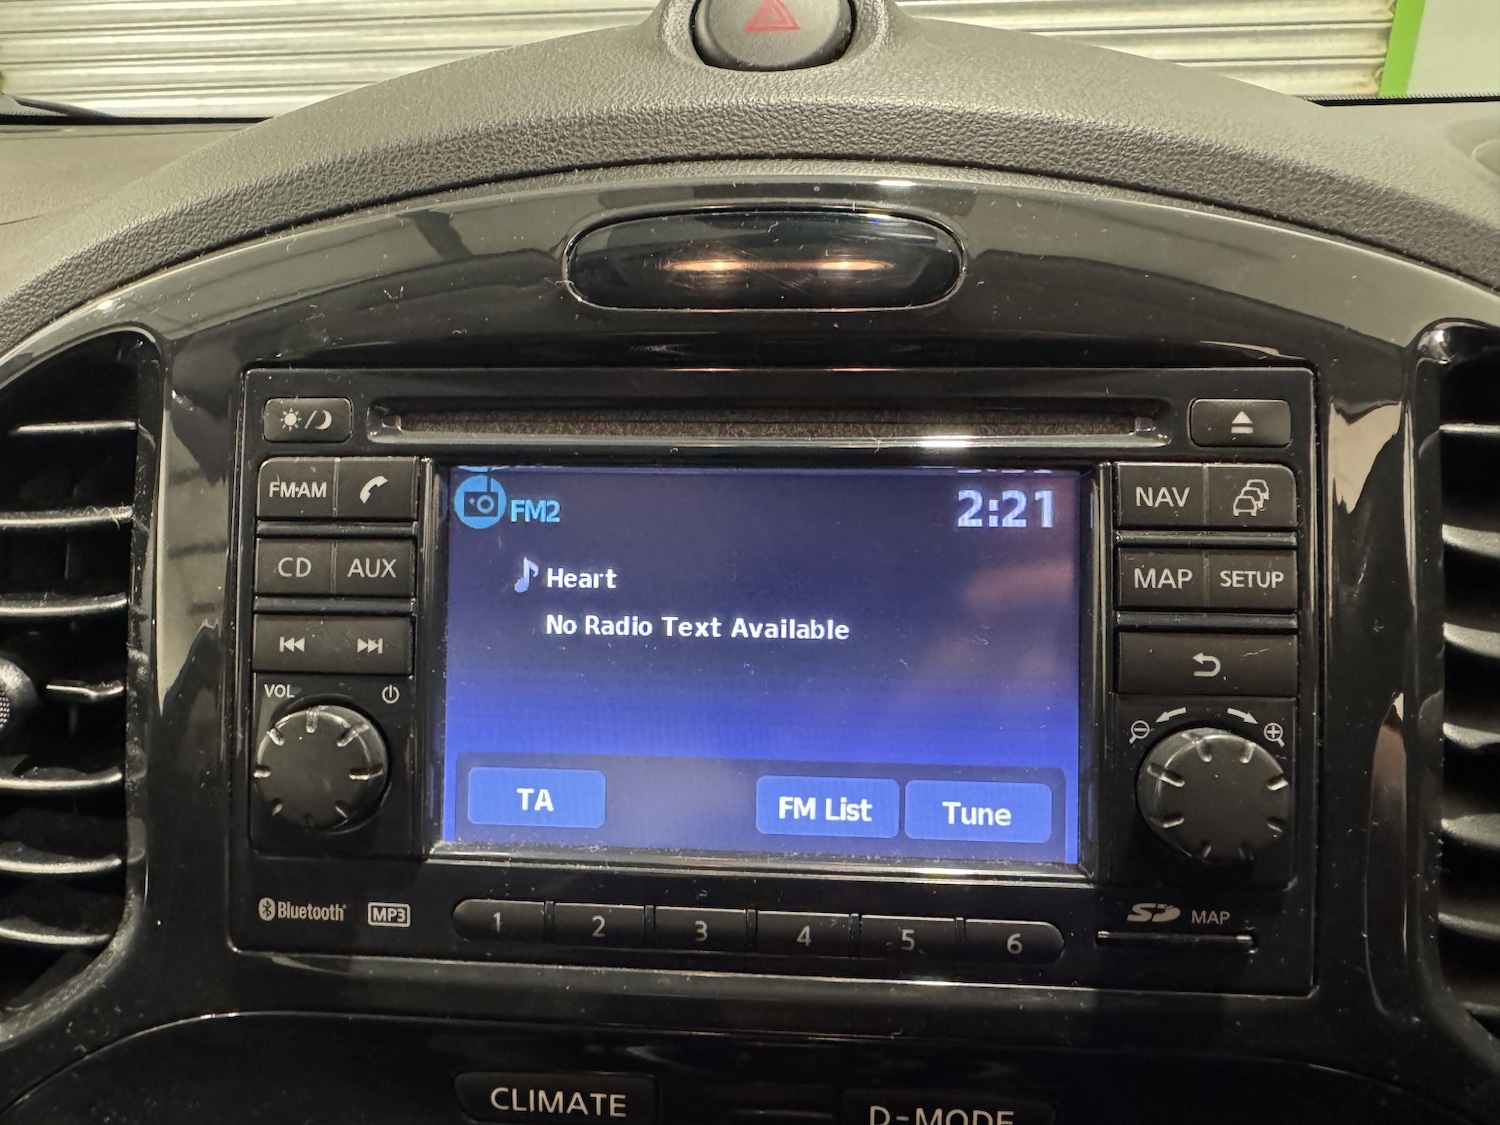 FM·AM
CD AUX
VOL
NAV
MAP SETUP
FM2
2:21
Heart
No Radio Text Available
TA FM List Tune
Bluetooth MP3
1 2 3 4 5 6
SD MAP
CLIMATE
D-MODE